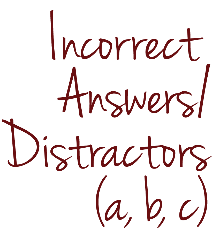 Incorrect
Answers/
Distractors
(a, b, c)